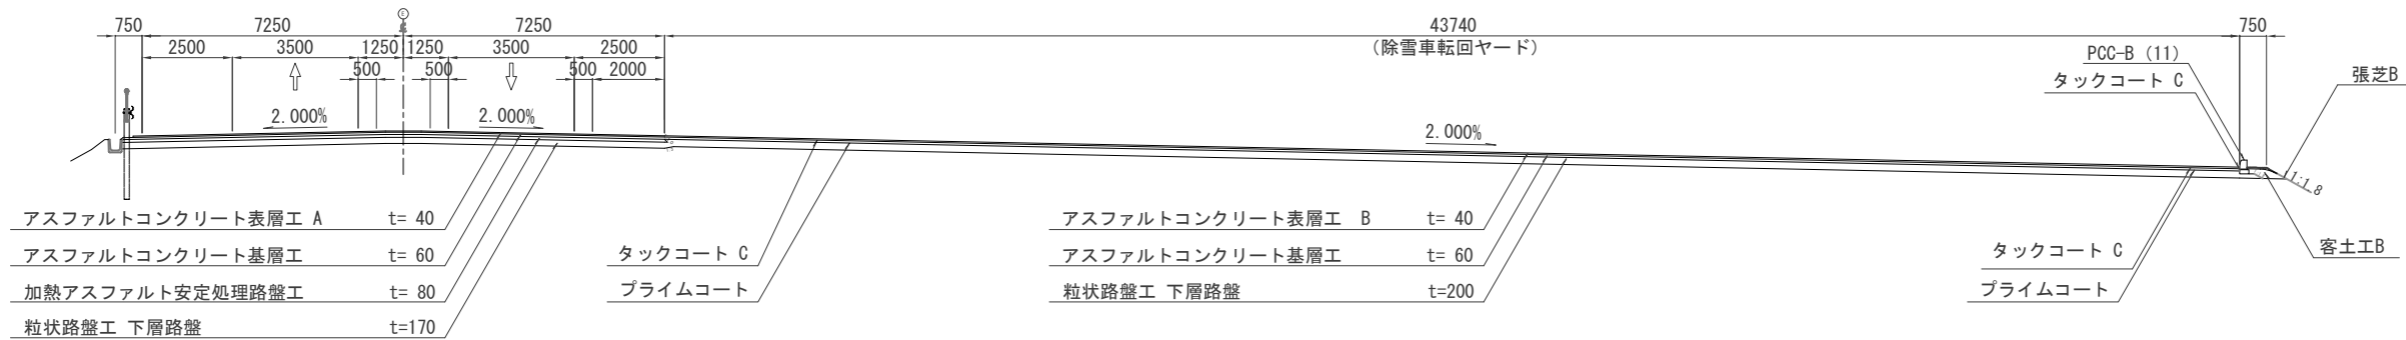 E
750 7250 7250 43740 750
2500 3500 1250 1250 3500 2500 (除雪車転回ヤード)
500 500 500 2000
PCC-B (11)
タックコート C
張芝B
2.000% 2.000% 2.000%
1:1.8
アスファルトコンクリート表層工 A t= 40
アスファルトコンクリート基層工 t= 60
加熱アスファルト安定処理路盤工 t= 80
粒状路盤工 下層路盤 t=170
タックコート C
プライムコート
アスファルトコンクリート表層工 B t= 40
アスファルトコンクリート基層工 t= 60
粒状路盤工 下層路盤 t=200
タックコート C
プライムコート
客土工B